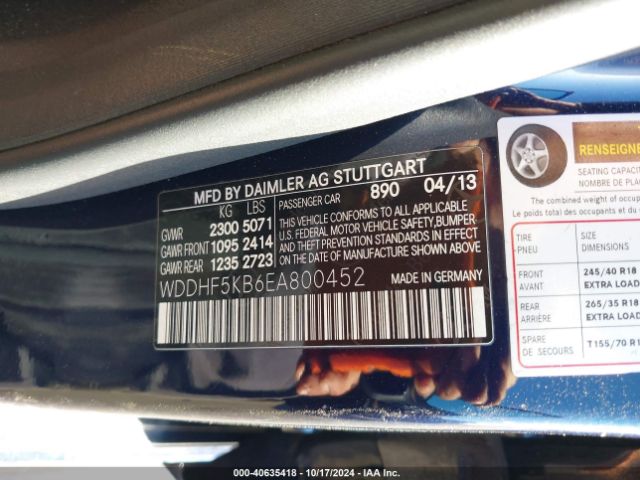 MFD BY DAIMLER AG STUTTGART
KG LBS
GVWR 2300 5071
GAWR FRONT 1095 2414
GAWR REAR 1235 2723
PASSENGER CAR 890 04/13
THIS VEHICLE CONFORMS TO ALL APPLICABLE
U.S. FEDERAL MOTOR VEHICLE SAFETY, BUMPER
AND THEFT PREVENTION STANDARDS IN EFFECT
ON THE DATE OF MANUFACTURE SHOWN ABOVE
WDDHF5KB6EA800452
MADE IN GERMANY
RENSEIGNE
SEATING CAPACI
NOMBRE DE PLAC
The combined weight of occupa
Le poids total des occupants et du
TIRE
PNEU
SIZE
DIMENSIONS
FRONT
AVANT
245/40 R18
EXTRA LOAD
REAR
ARRIÈRE
265/35 R18
EXTRA LOA
SPARE
DE SECOURS
T155/70 R1
000-40635418 | 10/17/2024 | IAA Inc.